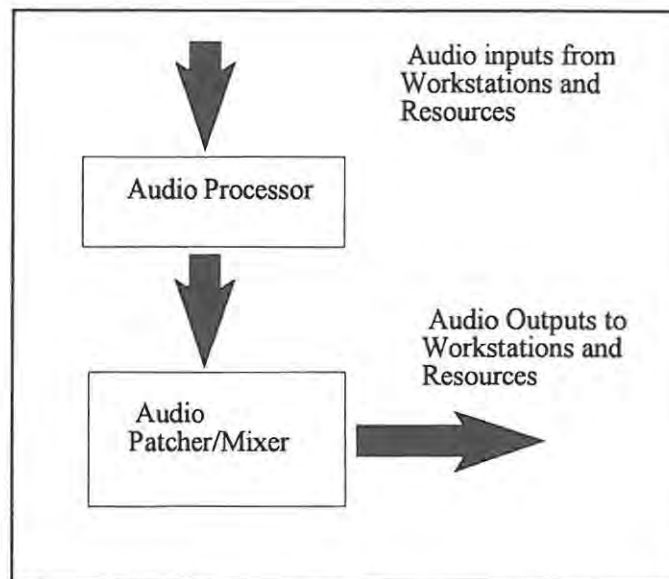 Audio inputs from
Workstations and
Resources
Audio Processor
Audio Outputs to
Workstations and
Resources
Audio
Patcher/Mixer